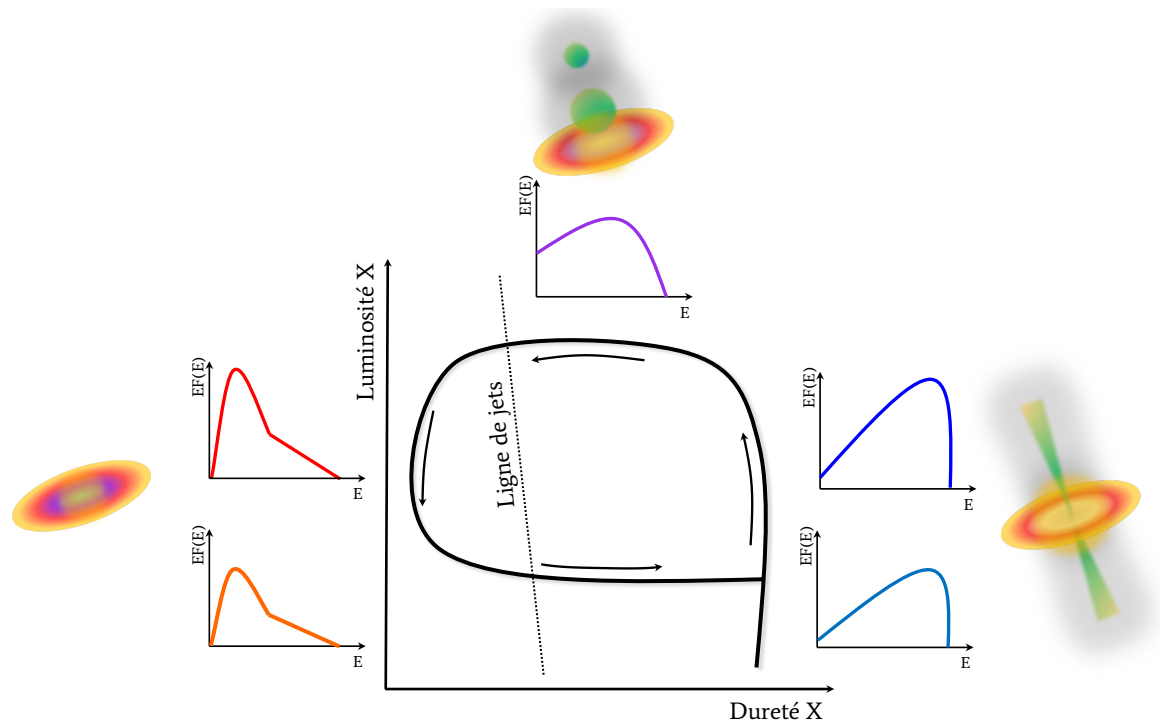 EF(E)
E
Luminosité X
Ligne de jets
EF(E)
E
EF(E)
E
EF(E)
E
EF(E)
E
Dureté X